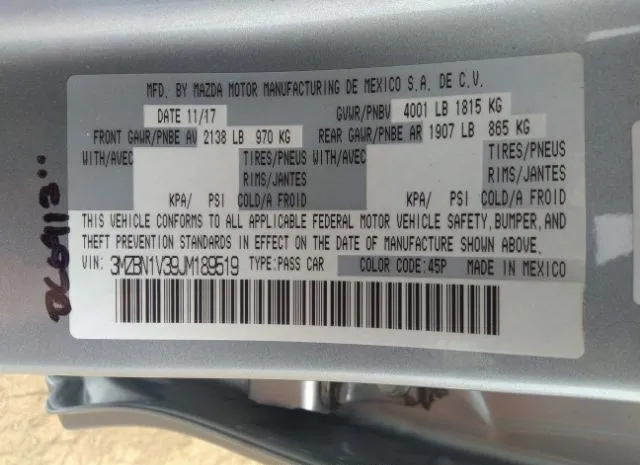 MFD. BY MAZDA MOTOR MANUFACTURING DE MEXICO S.A. DE C.V.
DATE 11/17 GVWR/PNBV 4001 LB 1815 KG
FRONT GAWR/PNBE AV 2138 LB 970 KG REAR GAWR/PNBE AR 1907 LB 865 KG
WITH/AVEC TIRES/PNEUS WITH/AVEC TIRES/PNEUS
RIMS/JANTES RIMS/JANTES
KPA/ PSI COLD/A FROID KPA/ PSI COLD/A FROID
THIS VEHICLE CONFORMS TO ALL APPLICABLE FEDERAL MOTOR VEHICLE SAFETY, BUMPER, AND
THEFT PREVENTION STANDARDS IN EFFECT ON THE DATE OF MANUFACTURE SHOWN ABOVE.
VIN: 3MZBN1V39JM189519 TYPE:PASS CAR COLOR CODE:45P MADE IN MEXICO